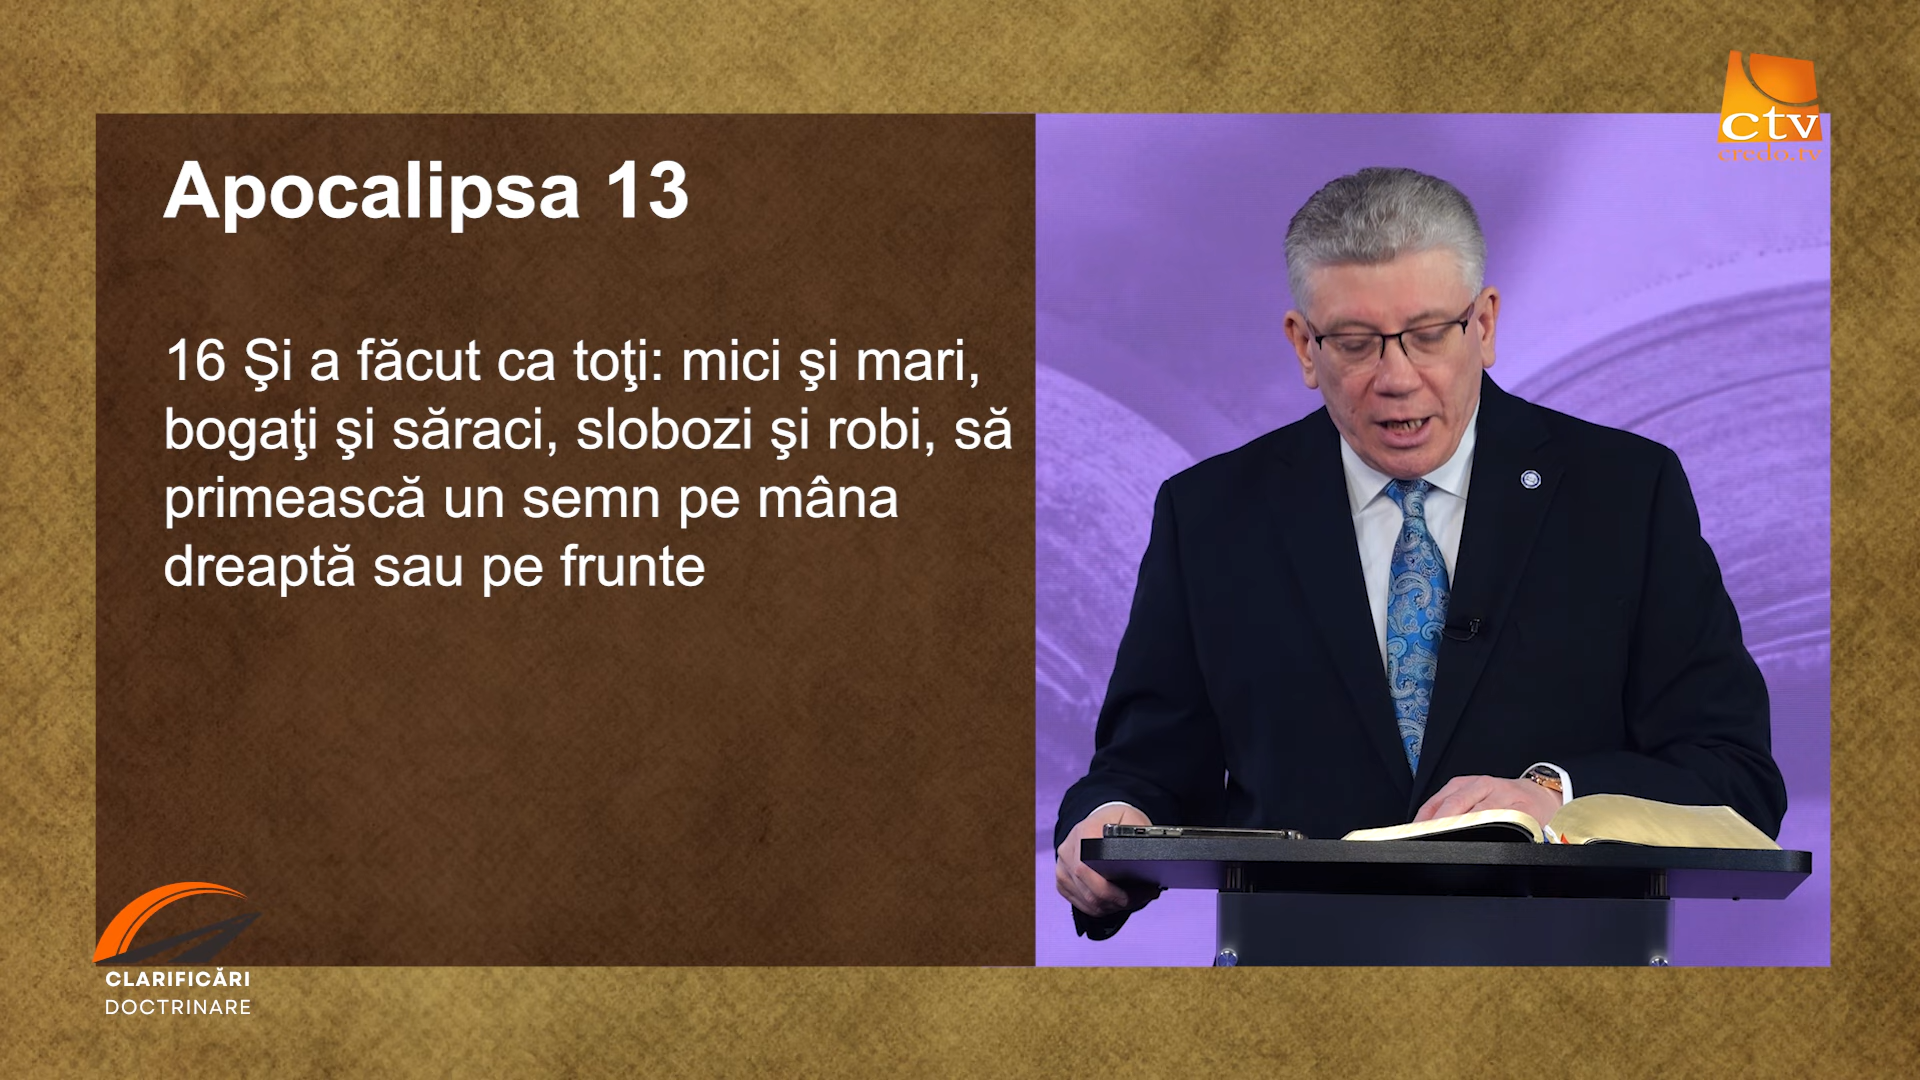 Apocalipsa 13
16 Şi a făcut ca toţi: mici şi mari,
bogaţi şi săraci, slobozi şi robi, să
primească un semn pe mâna
dreaptă sau pe frunte
ctv
credo.tv
CLARIFICĂRI
DOCTRINARE